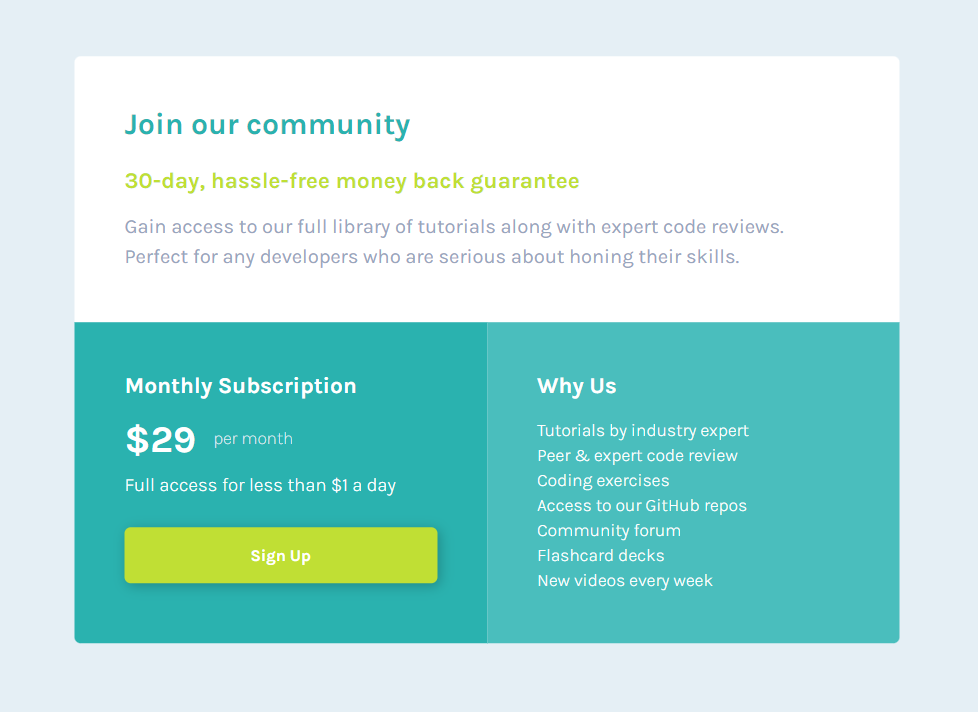 Join our community
30-day, hassle-free money back guarantee
Gain access to our full library of tutorials along with expert code reviews.
Perfect for any developers who are serious about honing their skills.
Monthly Subscription
$29 per month
Full access for less than $1 a day
Sign Up
Why Us
Tutorials by industry expert
Peer & expert code review
Coding exercises
Access to our GitHub repos
Community forum
Flashcard decks
New videos every week